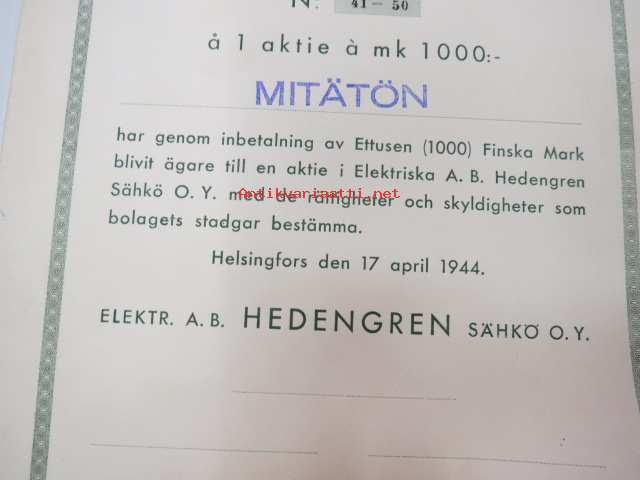 N: 41 - 50
å 1 aktie à mk 1000:-
MITÄTÖN
har genom inbetalning av Ettusen (1000) Finska Mark
blivit ägare till en aktie i Elektriska A. B. Hedengren
Sähkö O. Y. med de rättigheter och skyldigheter som
Antikvariaatti.net
bolagets stadgar bestämma.
Helsingfors den 17 april 1944.
ELEKTR. A. B. HEDENGREN SÄHKÖ O. Y.